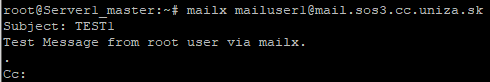 root@Server1_master:~# mailx mailuser1@mail.sos3.cc.uniza.sk
Subject: TEST1
Test Message from root user via mailx.
.
Cc: